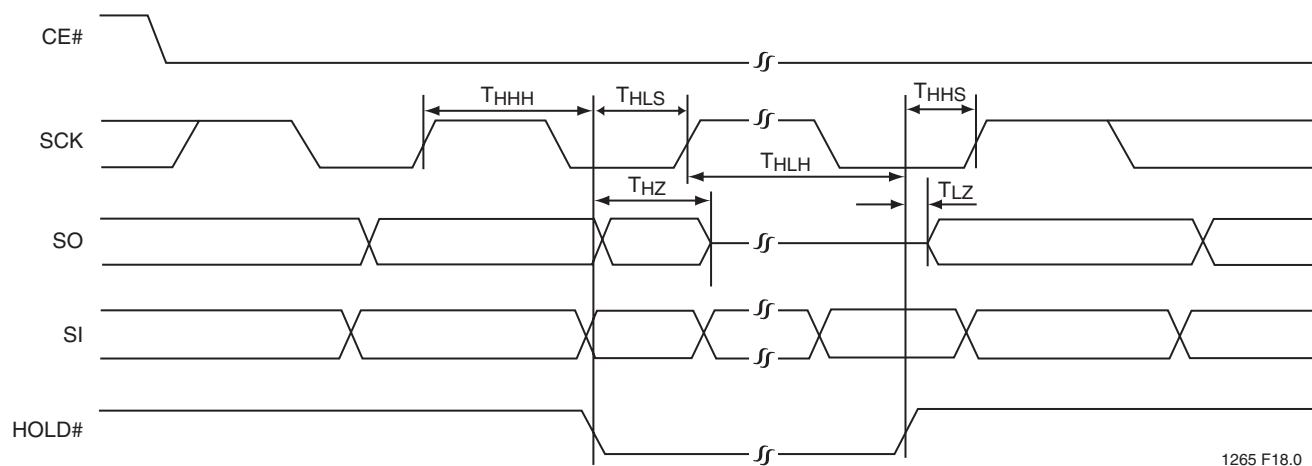 CE#
THHH
THLS
THHS
SCK
THLH
THZ
TLZ
SO
SI
HOLD#
1265 F18.0